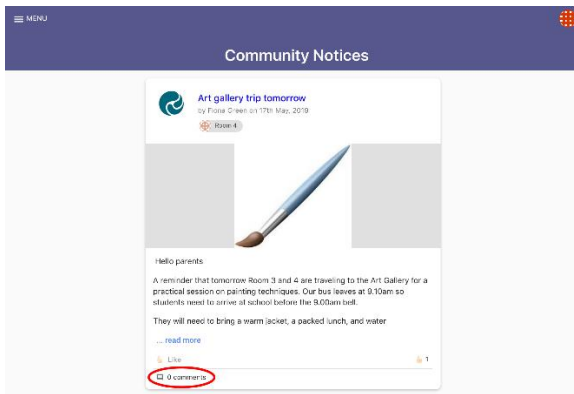 MENU
Community Notices
Art gallery trip tomorrow
by Fiona Green on 17th May, 2019
Room 4
Hello parents
A reminder that tomorrow Room 3 and 4 are traveling to the Art Gallery for a
practical session on painting techniques. Our bus leaves at 9.10am so
students need to arrive at school before the 9.00am bell.
They will need to bring a warm jacket, a packed lunch, and water
... read more
Like
1
0 comments